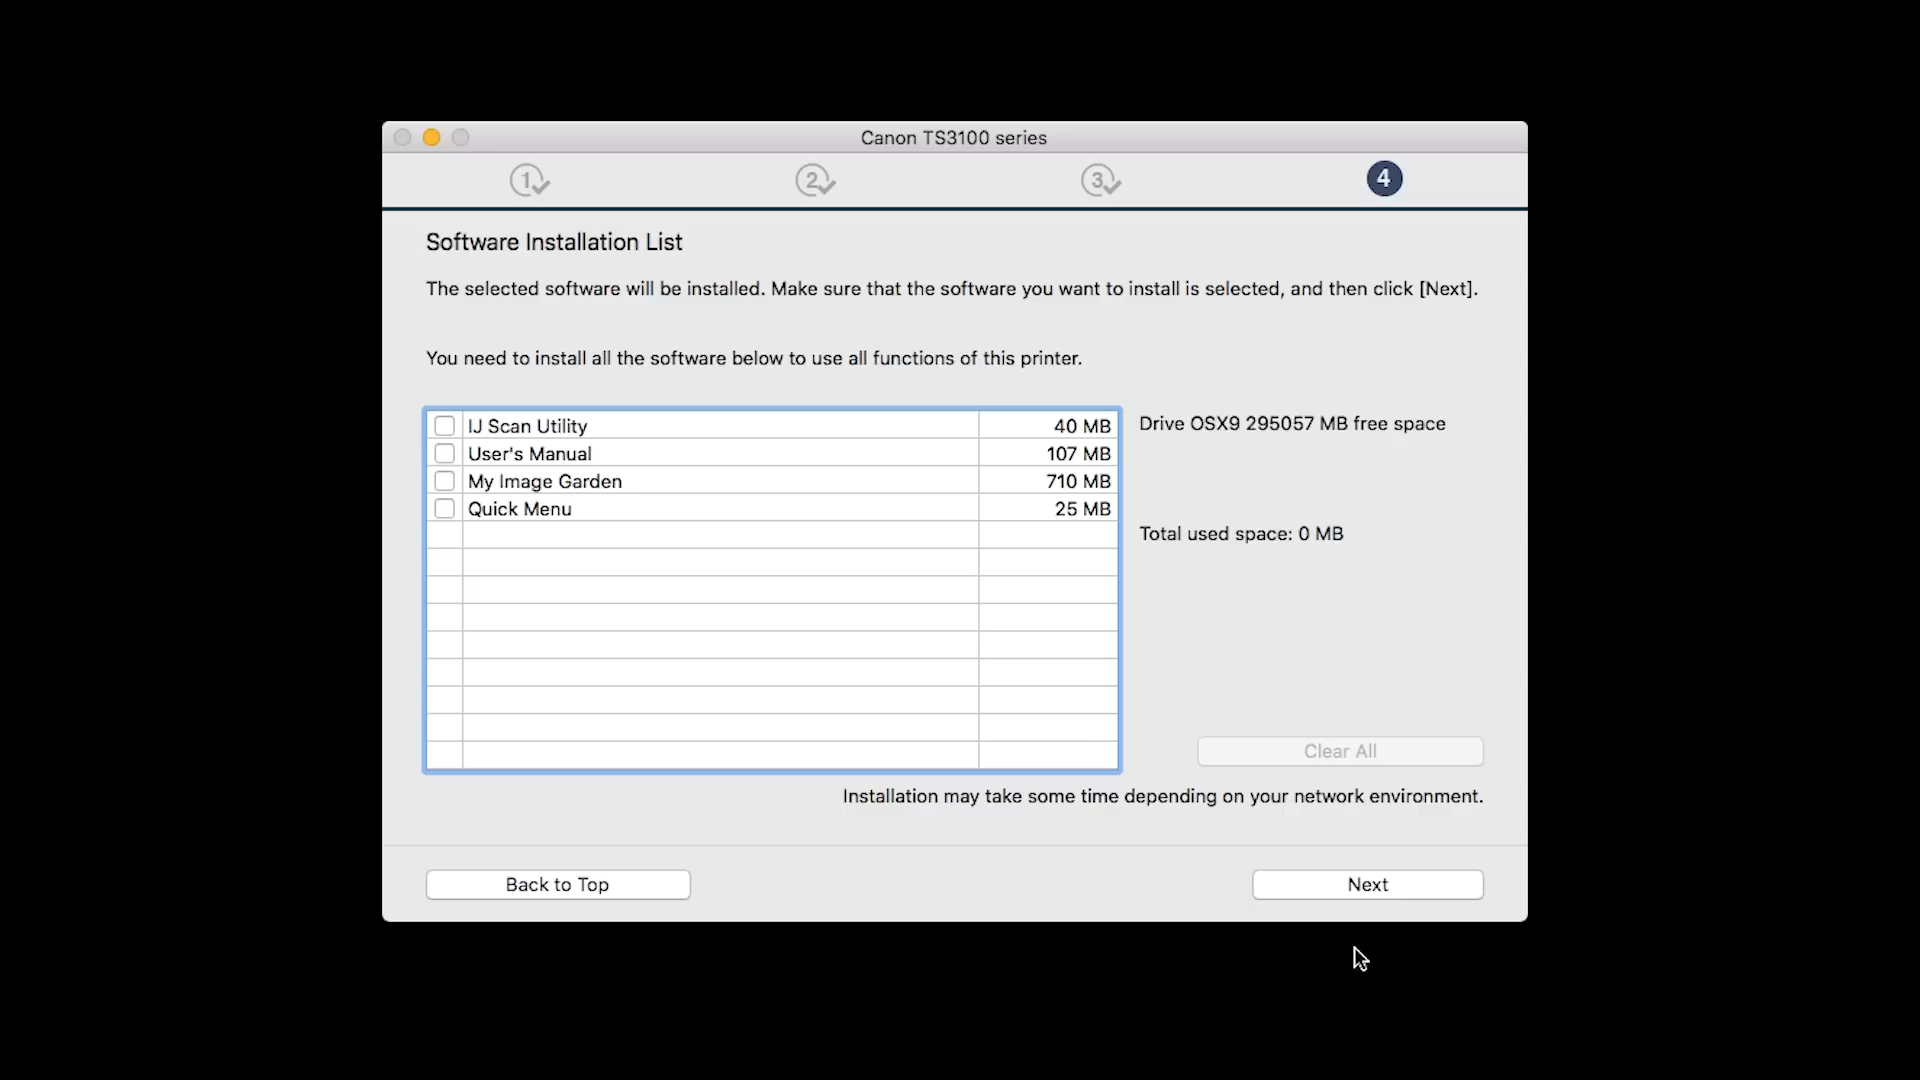 Canon TS3100 series
1
2
3
4
Software Installation List
The selected software will be installed. Make sure that the software you want to install is selected, and then click [Next].
You need to install all the software below to use all functions of this printer.
IJ Scan Utility 40 MB
User's Manual 107 MB
My Image Garden 710 MB
Quick Menu 25 MB
Drive OSX9 295057 MB free space
Total used space: 0 MB
Clear All
Installation may take some time depending on your network environment.
Back to Top
Next